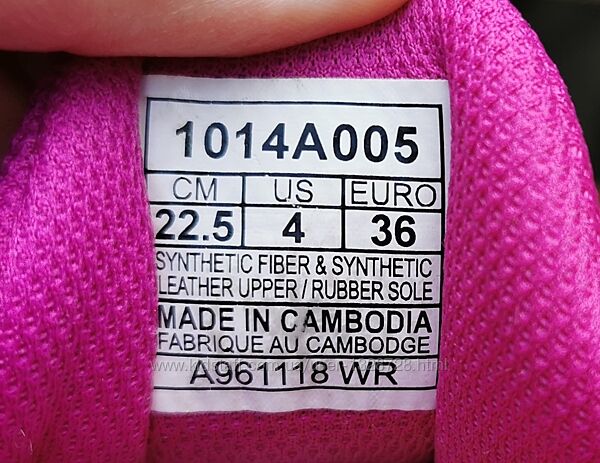 1014A005
CM US EURO
22.5 4 36
SYNTHETIC FIBER & SYNTHETIC
LEATHER UPPER / RUBBER SOLE
MADE IN CAMBODIA
FABRIQUE AU CAMBODGE
A961118 WR